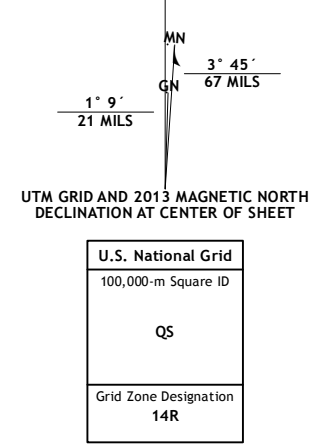 MN
3° 45´
67 MILS
GN
1° 9´
21 MILS
UTM GRID AND 2013 MAGNETIC NORTH
DECLINATION AT CENTER OF SHEET
U.S. National Grid
100,000-m Square ID
QS
Grid Zone Designation
14R